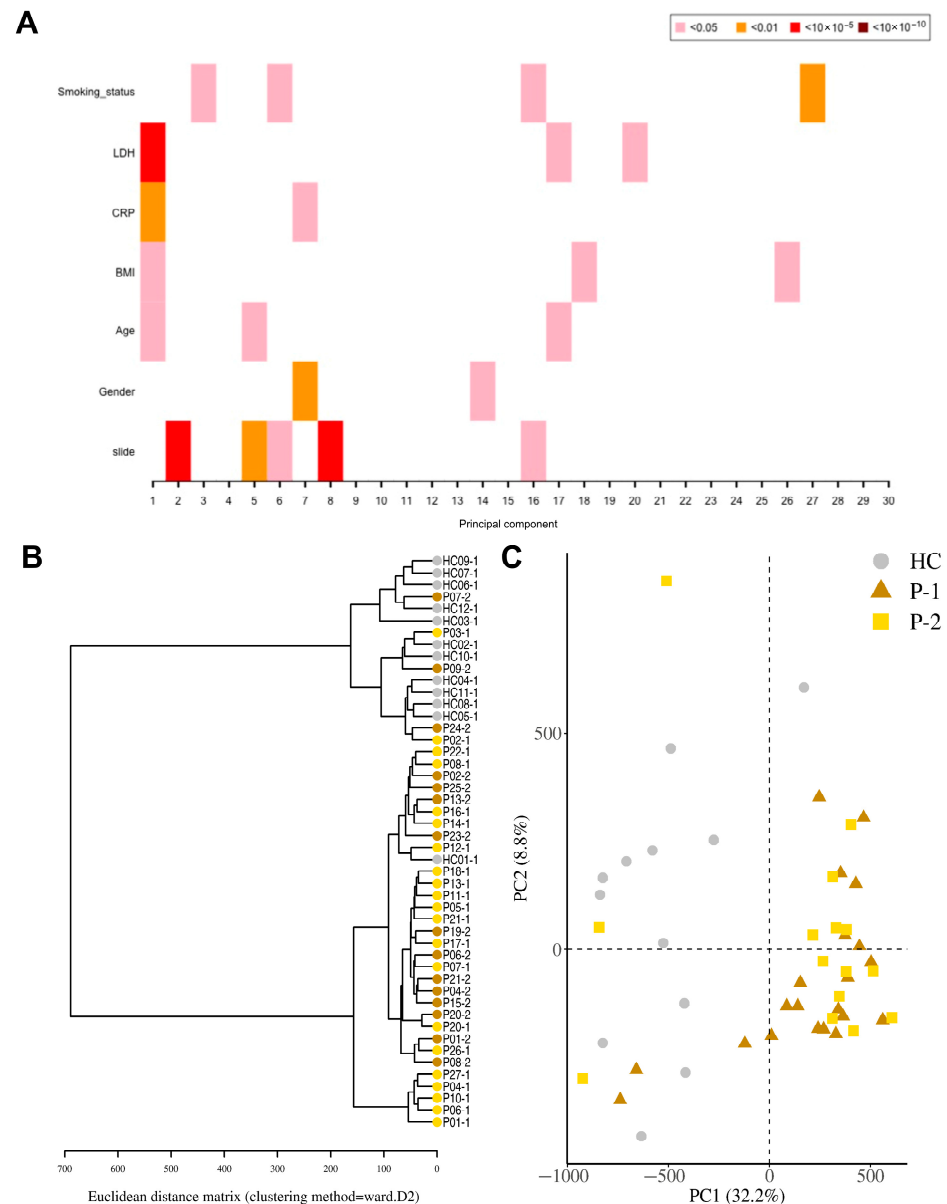 A
<0.05 <0.01 <10×10⁻⁵ <10×10⁻¹⁰
Smoking_status
LDH
CRP
BMI
Age
Gender
slide
1 2 3 4 5 6 7 8 9 10 11 12 13 14 15 16 17 18 19 20 21 22 23 24 25 26 27 28 29 30
Principal component
B
HC09-1
HC07-1
HC06-1
P07-2
HC12-1
HC03-1
P03-1
HC02-1
HC10-1
P09-2
HC04-1
HC11-1
HC08-1
HC05-1
P24-2
P02-1
P22-1
P08-1
P02-2
P25-2
P13-2
P16-1
P14-1
P23-2
P12-1
HC01-1
P18-1
P13-1
P11-1
P05-1
P21-1
P19-2
P17-1
P06-2
P07-1
P21-2
P04-2
P15-2
P20-2
P20-1
P01-2
P26-1
P08-2
P27-1
P04-1
P10-1
P06-1
P01-1
700 600 500 400 300 200 100 0
Euclidean distance matrix (clustering method=ward.D2)
C
HC
P-1
P-2
500
0
PC2 (8.8%)
−1000 −500 0 500
PC1 (32.2%)